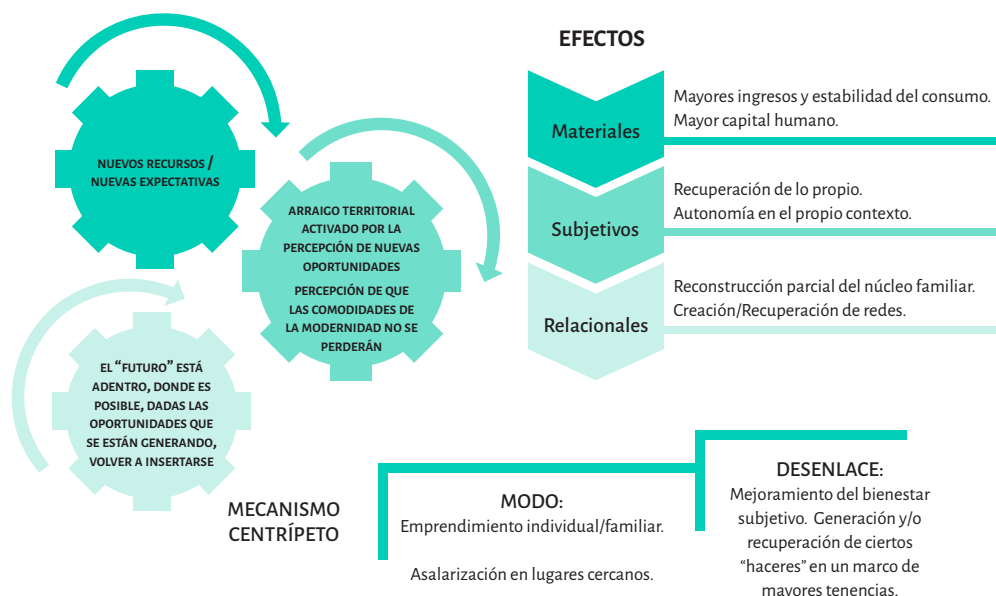 NUEVOS RECURSOS /
NUEVAS EXPECTATIVAS
ARRAIGO TERRITORIAL
ACTIVADO POR LA
PERCEPCIÓN DE NUEVAS
OPORTUNIDADES
PERCEPCIÓN DE QUE
LAS COMODIDADES DE
LA MODERNIDAD NO SE
PERDERÁN
EL “FUTURO” ESTÁ
ADENTRO, DONDE ES
POSIBLE, DADAS LAS
OPORTUNIDADES QUE
SE ESTÁN GENERANDO,
VOLVER A INSERTARSE
EFECTOS
Materiales
Mayores ingresos y estabilidad del consumo.
Mayor capital humano.
Subjetivos
Recuperación de lo propio.
Autonomía en el propio contexto.
Relacionales
Reconstrucción parcial del núcleo familiar.
Creación/Recuperación de redes.
MECANISMO
CENTRÍPETO
MODO:
Emprendimiento individual/familiar.
Asalarización en lugares cercanos.
DESENLACE:
Mejoramiento del bienestar
subjetivo. Generación y/o
recuperación de ciertos
“haceres” en un marco de
mayores tenencias.